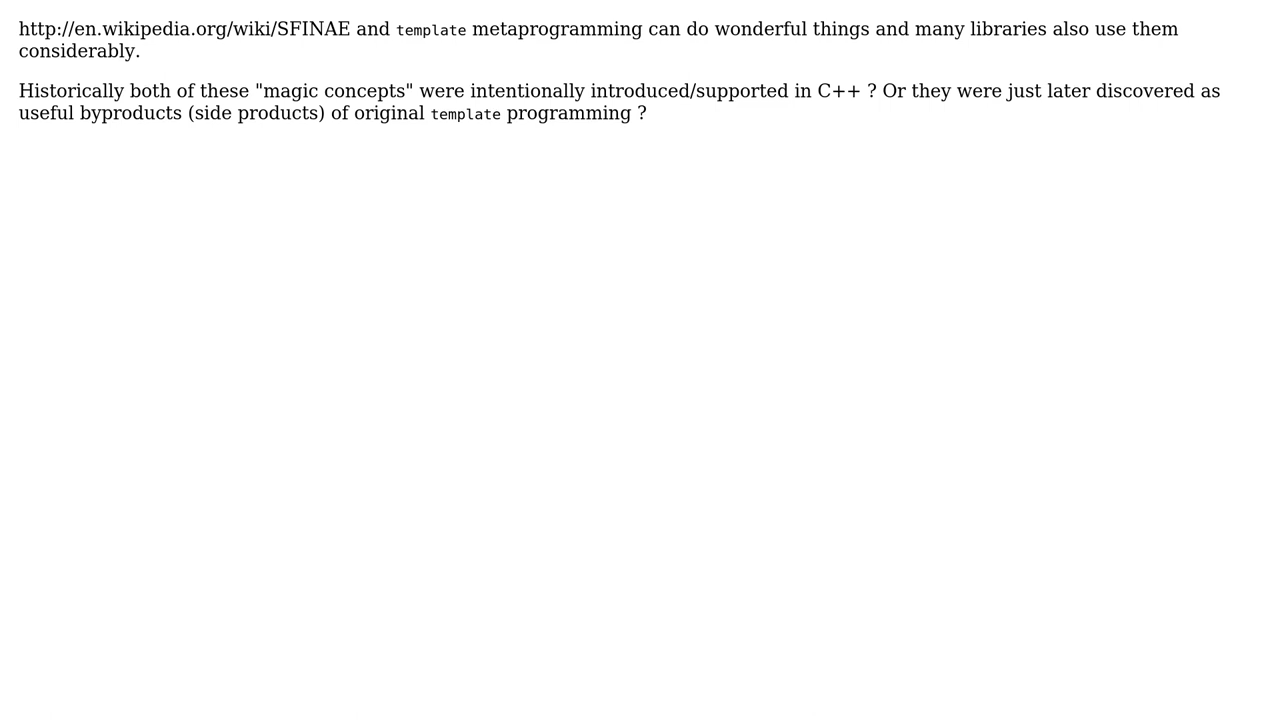 http://en.wikipedia.org/wiki/SFINAE and template metaprogramming can do wonderful things and many libraries also use them
considerably.
Historically both of these "magic concepts" were intentionally introduced/supported in C++ ? Or they were just later discovered as
useful byproducts (side products) of original template programming ?